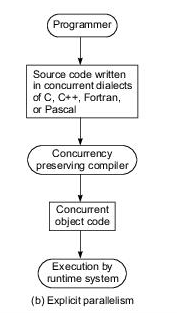 Programmer
Source code written
in concurrent dialects
of C, C++, Fortran,
or Pascal
Concurrency
preserving compiler
Concurrent
object code
Execution by
runtime system
(b) Explicit parallelism